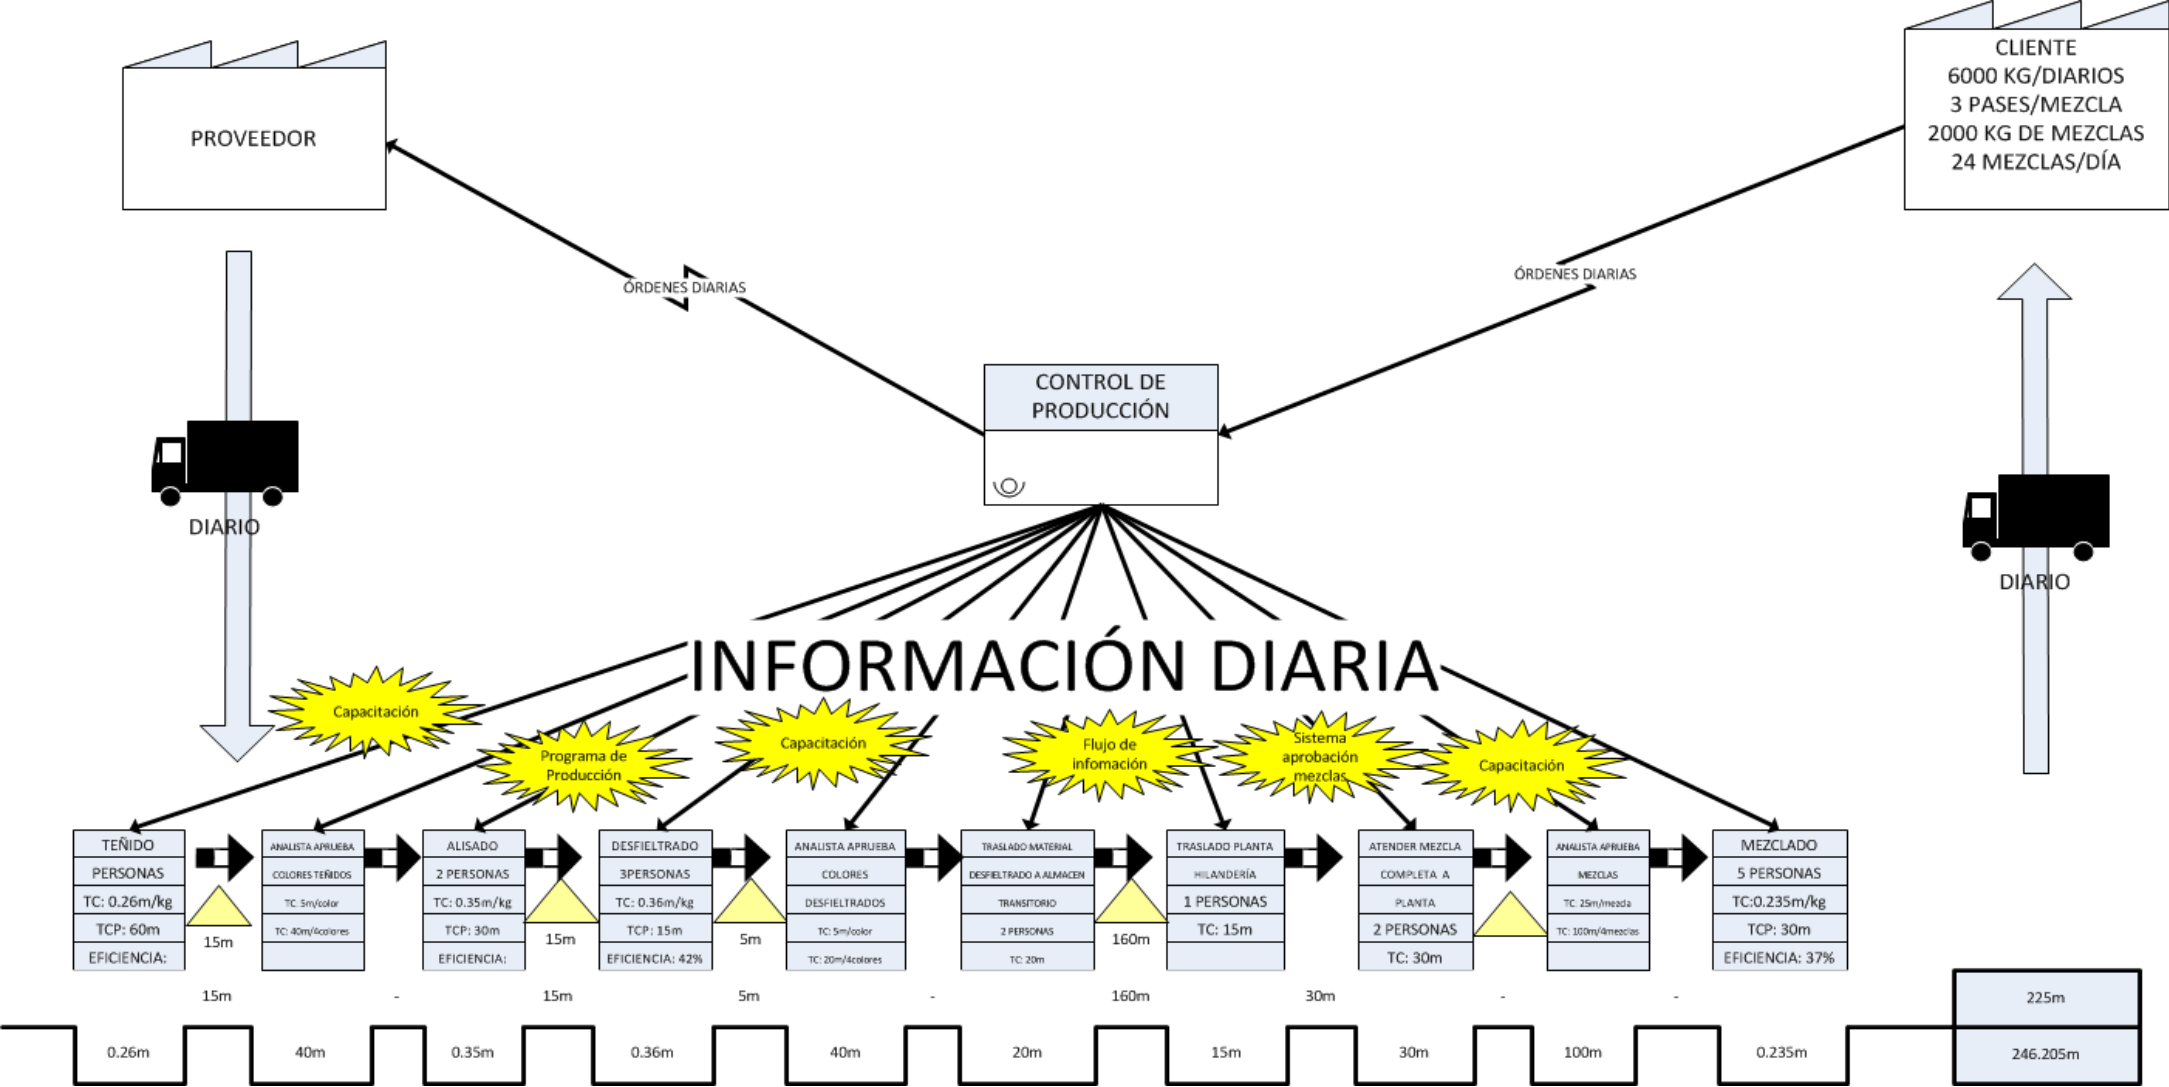 PROVEEDOR
CLIENTE
6000 KG/DIARIOS
3 PASES/MEZCLA
2000 KG DE MEZCLAS
24 MEZCLAS/DÍA
ÓRDENES DIARIAS
ÓRDENES DIARIAS
CONTROL DE
PRODUCCIÓN
DIARIO
DIARIO
INFORMACIÓN DIARIA
Capacitación
Programa de
Producción
Capacitación
Flujo de
infomación
Sistema
aprobación
mezclas
Capacitación
TEÑIDO
PERSONAS
TC: 0.26m/kg
TCP: 60m
EFICIENCIA:
15m
ANALISTA APRUEBA
COLORES TEÑIDOS
TC: 5m/color
TC: 40m/4colores
ALISADO
2 PERSONAS
TC: 0.35m/kg
TCP: 30m
EFICIENCIA:
15m
DESFIELTRADO
3PERSONAS
TC: 0.36m/kg
TCP: 15m
EFICIENCIA: 42%
5m
ANALISTA APRUEBA
COLORES
DESFIELTRADOS
TC: 5m/color
TC: 20m/4colores
TRASLADO MATERIAL
DESFIELTRADO A ALMACEN
TRANSITORIO
2 PERSONAS
TC: 20m
160m
TRASLADO PLANTA
HILANDERÍA
1 PERSONAS
TC: 15m
ATENDER MEZCLA
COMPLETA A
PLANTA
2 PERSONAS
TC: 30m
ANALISTA APRUEBA
MEZCLAS
TC: 25m/mezcla
TC: 100m/4mezclas
MEZCLADO
5 PERSONAS
TC:0.235m/kg
TCP: 30m
EFICIENCIA: 37%
15m - 15m 5m - 160m 30m - - 225m
0.26m 40m 0.35m 0.36m 40m 20m 15m 30m 100m 0.235m 246.205m